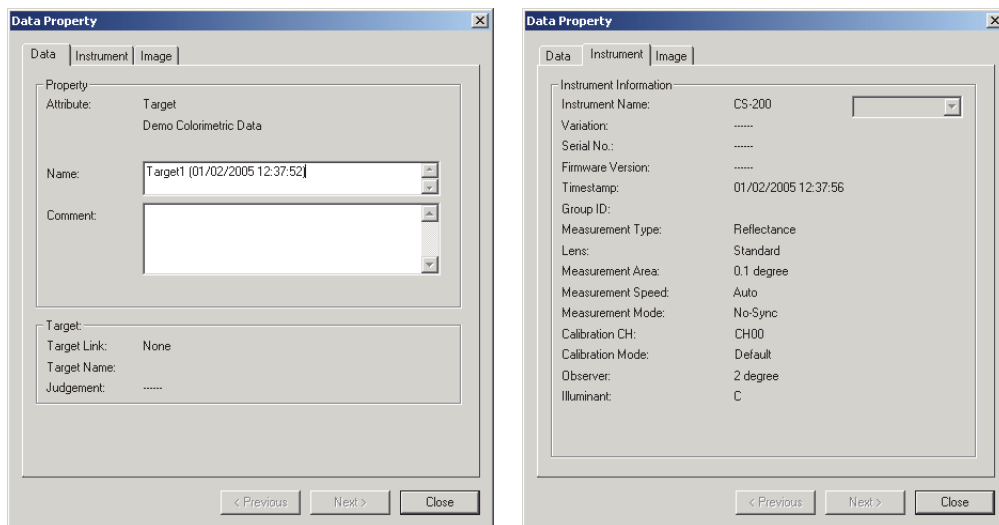 Data Property
Data Instrument Image
Property
Attribute: Target
Demo Colorimetric Data
Name: Target1 (01/02/2005 12:37:52)
Comment:
Target:
Target Link: None
Target Name:
Judgement: ------
< Previous Next > Close
Data Property
Data Instrument Image
Instrument Information
Instrument Name: CS-200
Variation: ------
Serial No.: ------
Firmware Version: ------
Timestamp: 01/02/2005 12:37:56
Group ID:
Measurement Type: Reflectance
Lens: Standard
Measurement Area: 0.1 degree
Measurement Speed: Auto
Measurement Mode: No-Sync
Calibration CH: CH00
Calibration Mode: Default
Observer: 2 degree
Illuminant: C
< Previous Next > Close